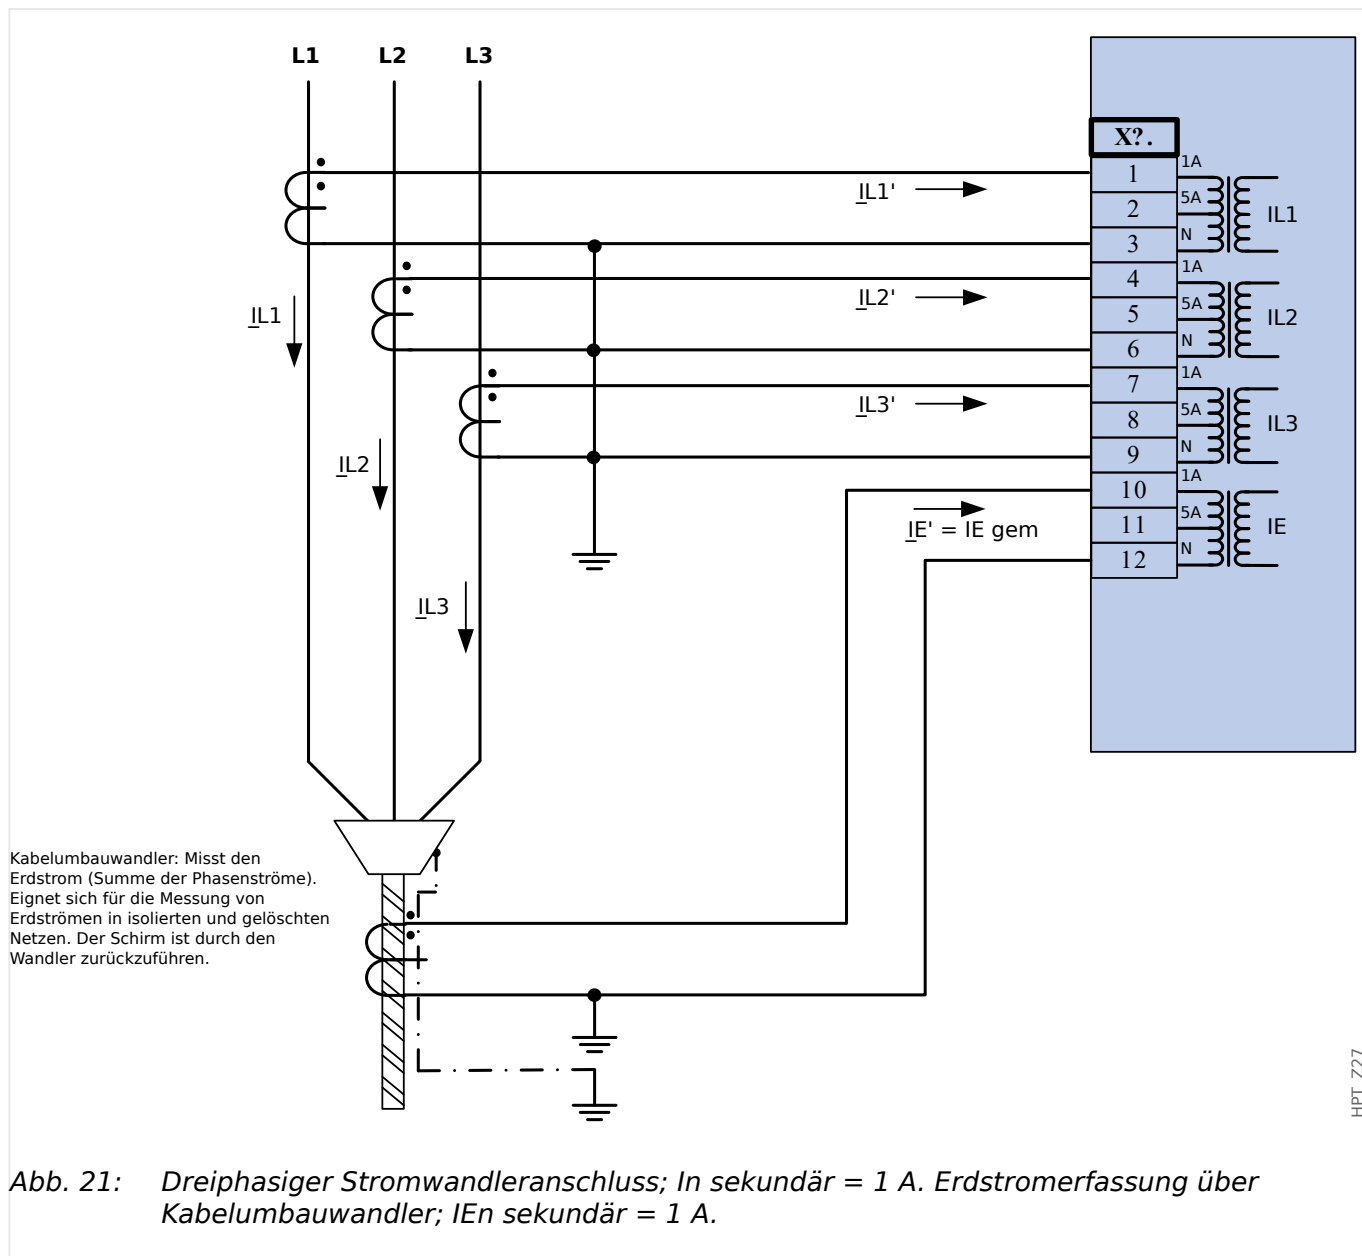 L1 L2 L3
X?.
1
2
3
4
5
6
7
8
9
10
11
12
1A
5A
N
IL1
1A
5A
N
IL2
1A
5A
N
IL3
1A
5A
N
IE
IL1'
IL2'
IL3'
IE' = IE gem
IL1
IL2
IL3
Kabelumbauwandler: Misst den
Erdstrom (Summe der Phasenströme).
Eignet sich für die Messung von
Erdströmen in isolierten und gelöschten
Netzen. Der Schirm ist durch den
Wandler zurückzuführen.
HPT_Z27
Abb. 21: Dreiphasiger Stromwandleranschluss; In sekundär = 1 A. Erdstromerfassung über
Kabelumbauwandler; IEn sekundär = 1 A.